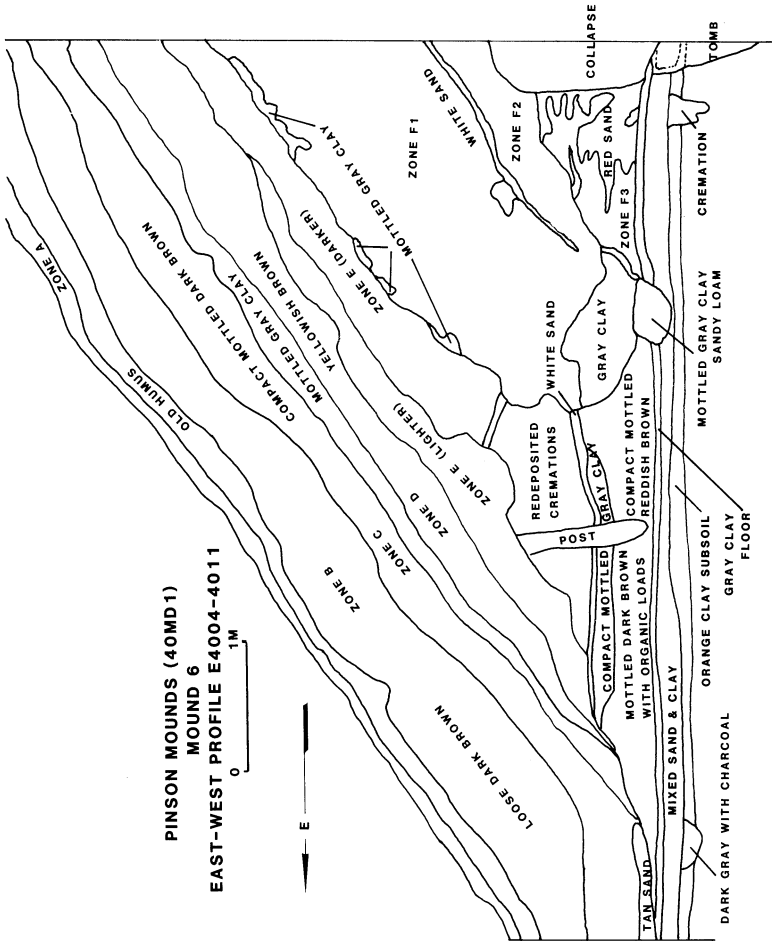 PINSON MOUNDS (40MD1)
MOUND 6
EAST-WEST PROFILE E4004-4011
0
1M
E
ZONE A
OLD HUMUS
ZONE B
LOOSE DARK BROWN
COMPACT MOTTLED DARK BROWN
ZONE C
MOTTLED GRAY CLAY
ZONE D
YELLOWISH BROWN
ZONE E (DARKER)
ZONE E (LIGHTER)
MOTTLED GRAY CLAY
MOTTLED GRAY CLAY
ZONE F1
WHITE SAND
ZONE F2
RED SAND
ZONE F3
COLLAPSE
TOMB
CREMATION
WHITE SAND
GRAY CLAY
REDEPOSITED
CREMATIONS
POST
COMPACT MOTTLED GRAY CLAY
COMPACT MOTTLED
REDDISH BROWN
MOTTLED DARK BROWN
WITH ORGANIC LOADS
MOTTLED GRAY CLAY
SANDY LOAM
GRAY CLAY
FLOOR
ORANGE CLAY SUBSOIL
MIXED SAND & CLAY
TAN SAND
DARK GRAY WITH CHARCOAL